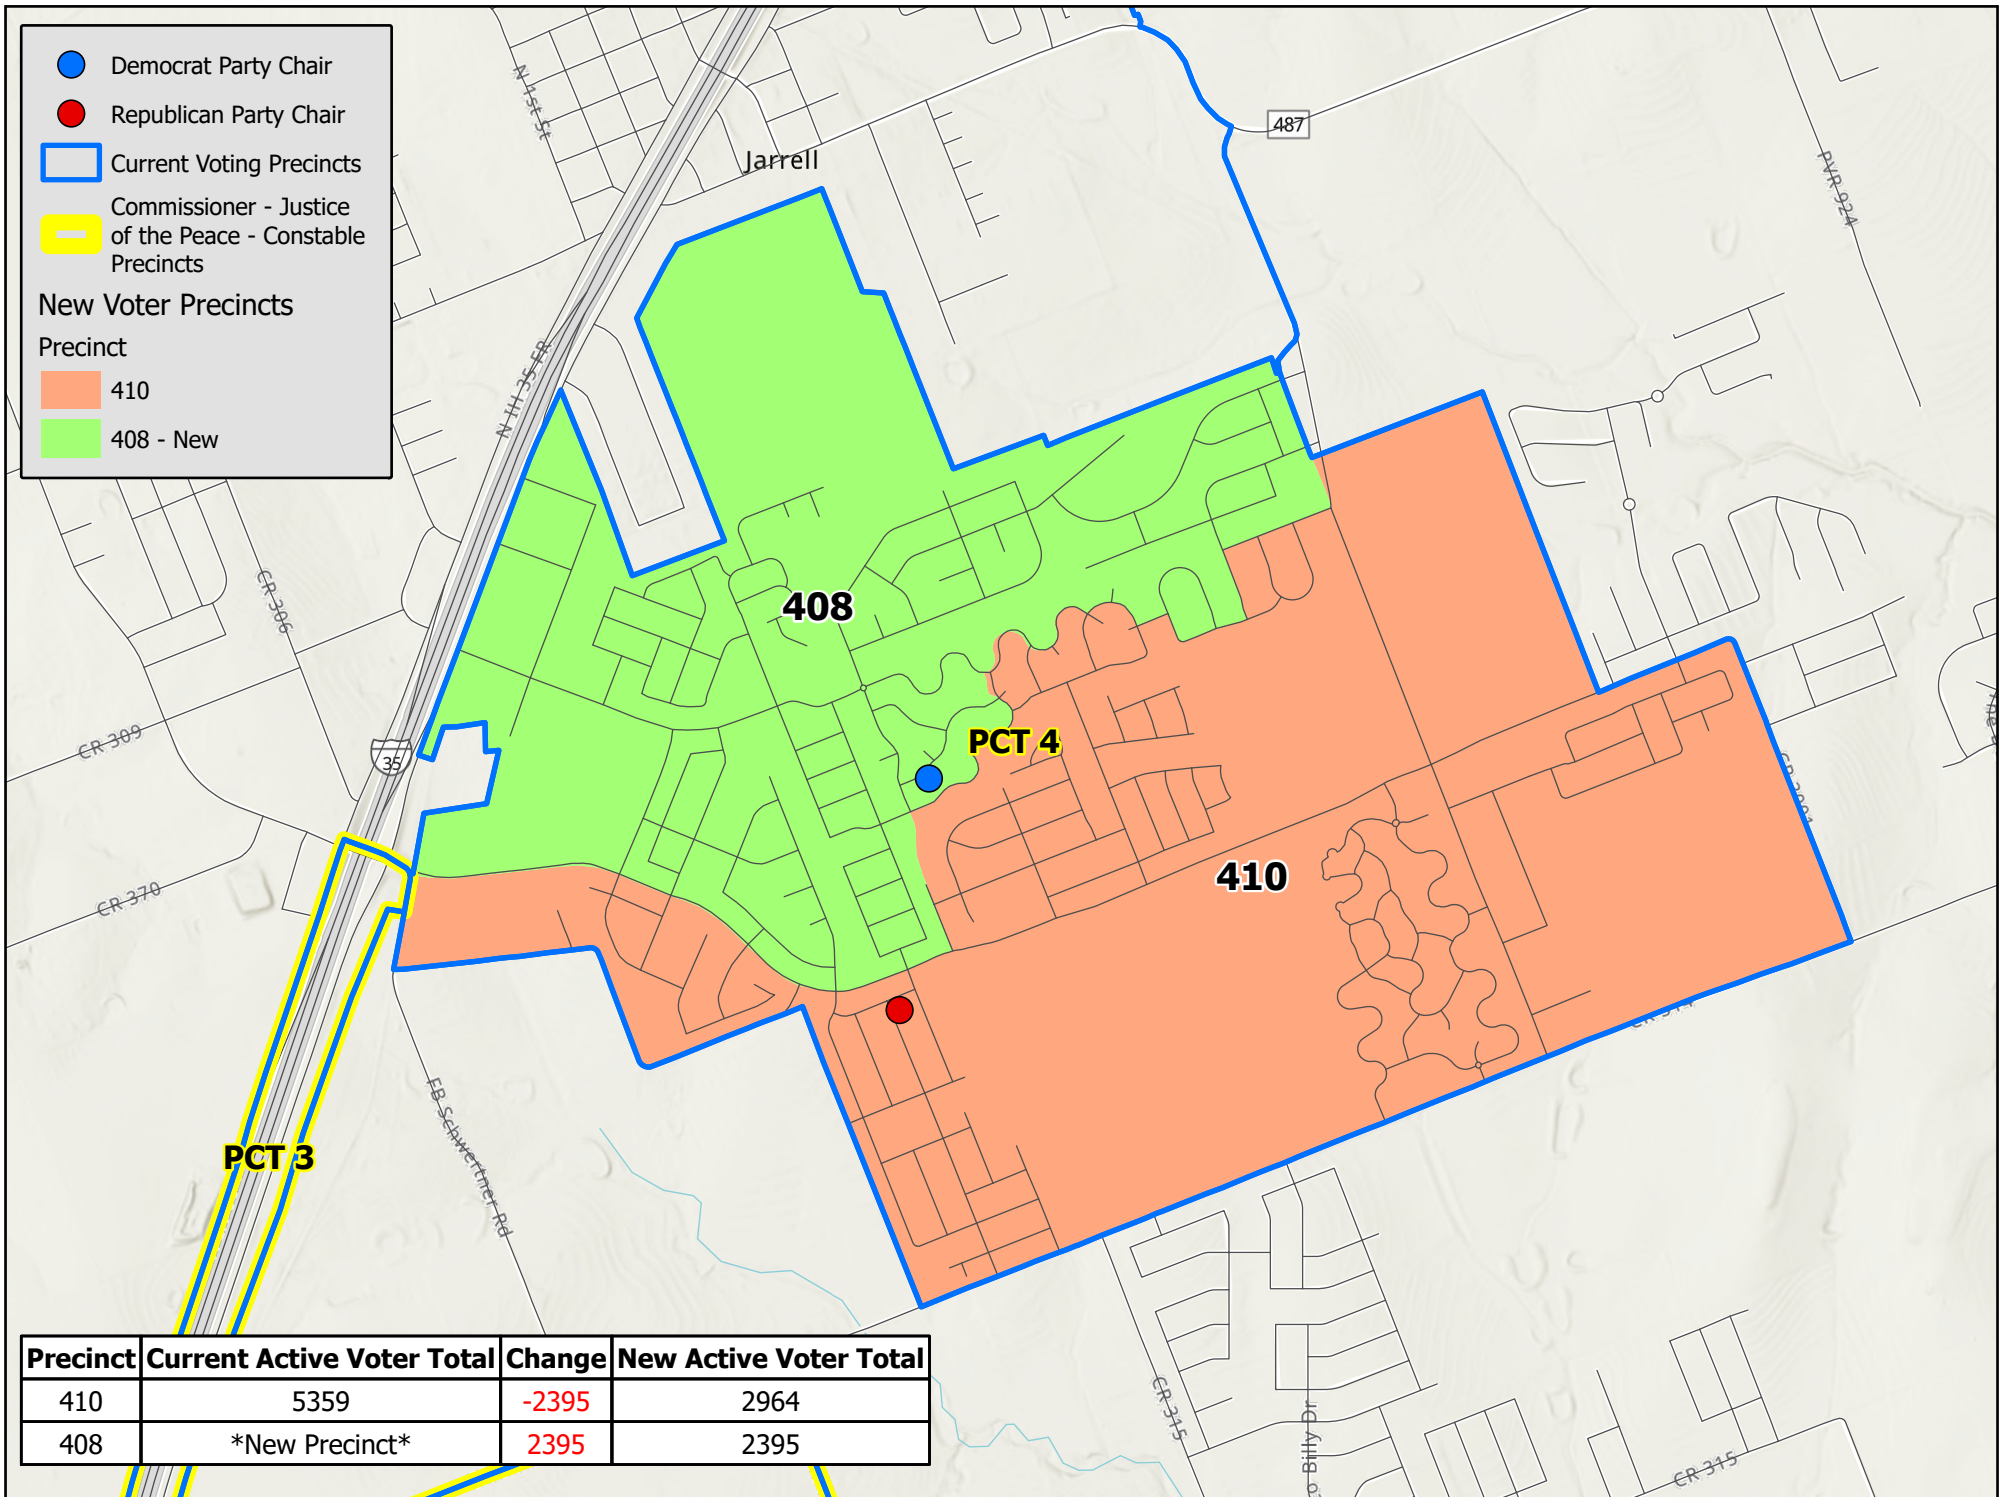 Democrat Party Chair
Republican Party Chair
Current Voting Precincts
Commissioner - Justice
of the Peace - Constable
Precincts
New Voter Precincts
Precinct
410
408 - New
N 1st St
Jarrell
487
PVR 924
N IH 35 FR
CR 306
408
CR 309
35
PCT 4
CR 370
410
PCT 3
FB Schwertner Rd
CR 315
Billy Dr
CR 315
Precinct Current Active Voter Total Change New Active Voter Total
410 5359 -2395 2964
408 *New Precinct* 2395 2395